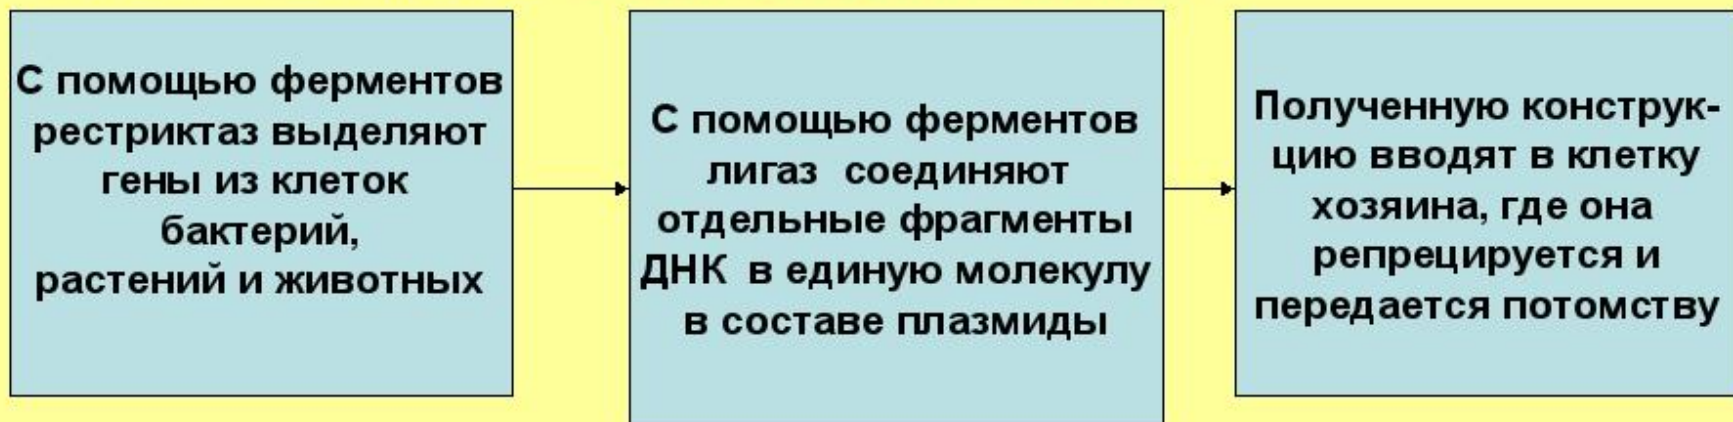 С помощью ферментов
рестриктаз выделяют
гены из клеток
бактерий,
растений и животных
С помощью ферментов
лигаз соединяют
отдельные фрагменты
ДНК в единую молекулу
в составе плазмиды
Полученную конструк-
цию вводят в клетку
хозяина, где она
репрецируется и
передается потомству